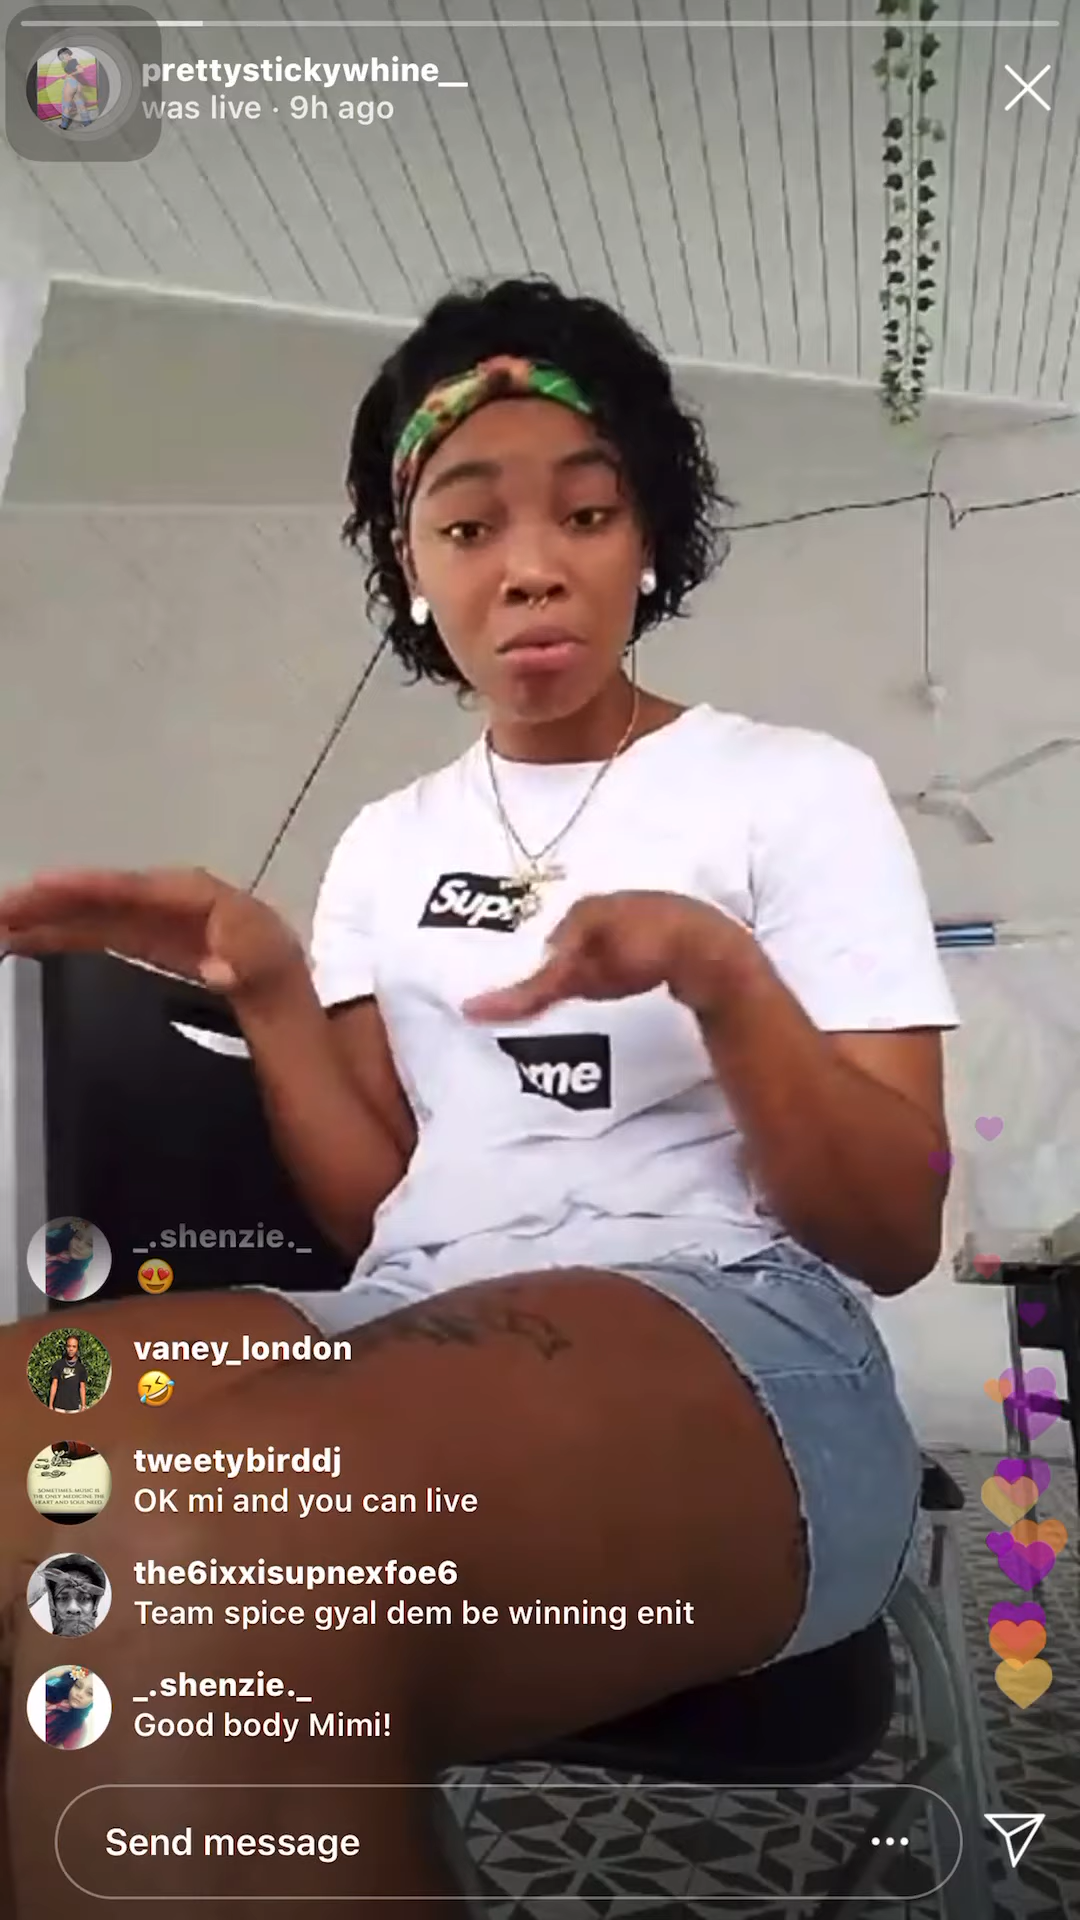 prettystickywhine__
was live · 9h ago
Supr
me
_.shenzie._
😍
vaney_london
🤣
tweetybirddj
OK mi and you can live
the6ixxisupnexfoe6
Team spice gyal dem be winning enit
_.shenzie._
Good body Mimi!
Send message